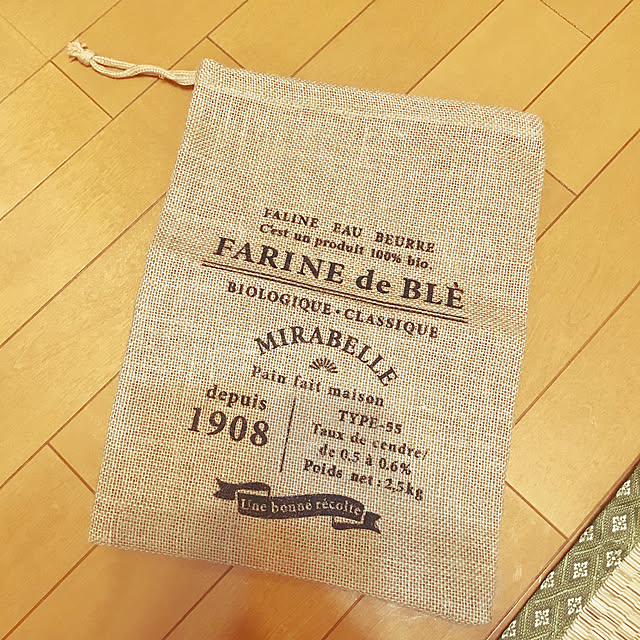 FALINE EAU BEURRE
C'est un produit 100% bio.
FARINE de BLÈ
BIOLOGIQUE・CLASSIQUE
MIRABELLE
Pain fait maison
depuis
1908
TYPE-55
Taux de cendre/
de 0,5 à 0.6%
Poids net : 2,5kg
Une bonne récolte